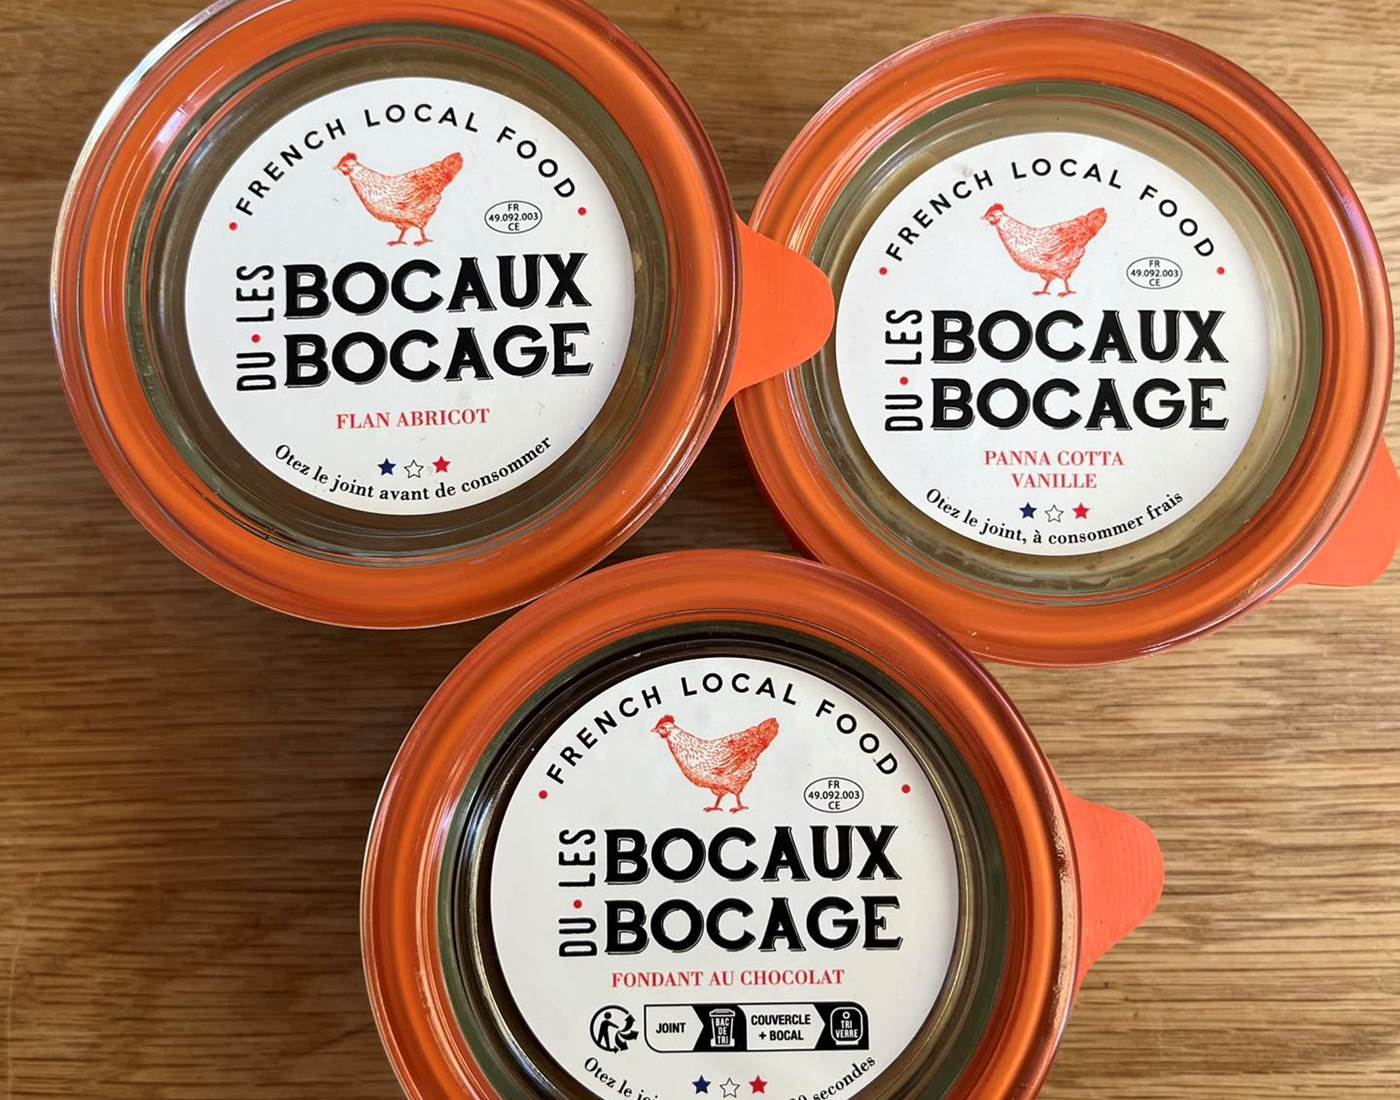 FRENCH LOCAL FOOD
FR
49.092.003
CE
LES BOCAUX
DU BOCAGE
FLAN ABRICOT
Otez le joint avant de consommer
FRENCH LOCAL FOOD
FR
49.092.003
CE
LES BOCAUX
DU BOCAGE
PANNA COTTA
VANILLE
Otez le joint, à consommer frais
FRENCH LOCAL FOOD
FR
49.092.003
CE
LES BOCAUX
DU BOCAGE
FONDANT AU CHOCOLAT
JOINT
BAC
DE
TRI
COUVERCLE
+ BOCAL
TRI
VERRE
Otez le secondes